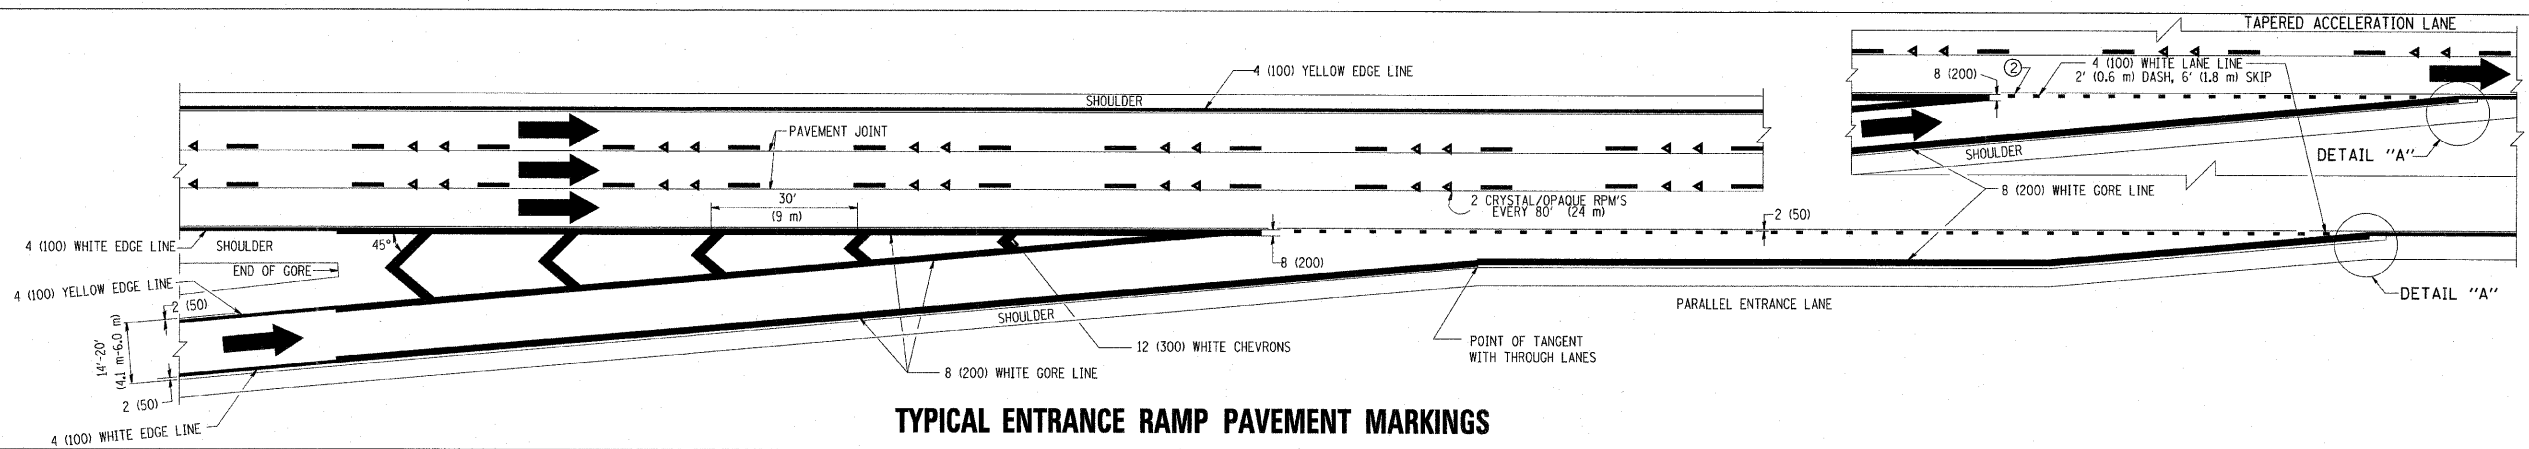 TAPERED ACCELERATION LANE
4 (100) YELLOW EDGE LINE
8 (200)
2
4 (100) WHITE LANE LINE
2' (0.6 m) DASH, 6' (1.8 m) SKIP
SHOULDER
PAVEMENT JOINT
SHOULDER
DETAIL "A"
30'
(9 m)
2 CRYSTAL/OPAQUE RPM'S
EVERY 80' (24 m)
8 (200) WHITE GORE LINE
2 (50)
4 (100) WHITE EDGE LINE
SHOULDER
45°
END OF GORE
8 (200)
4 (100) YELLOW EDGE LINE
2 (50)
DETAIL "A"
PARALLEL ENTRANCE LANE
SHOULDER
14'-20'
(4.1 m-6.0 m)
12 (300) WHITE CHEVRONS
POINT OF TANGENT
WITH THROUGH LANES
8 (200) WHITE GORE LINE
2 (50)
4 (100) WHITE EDGE LINE
TYPICAL ENTRANCE RAMP PAVEMENT MARKINGS